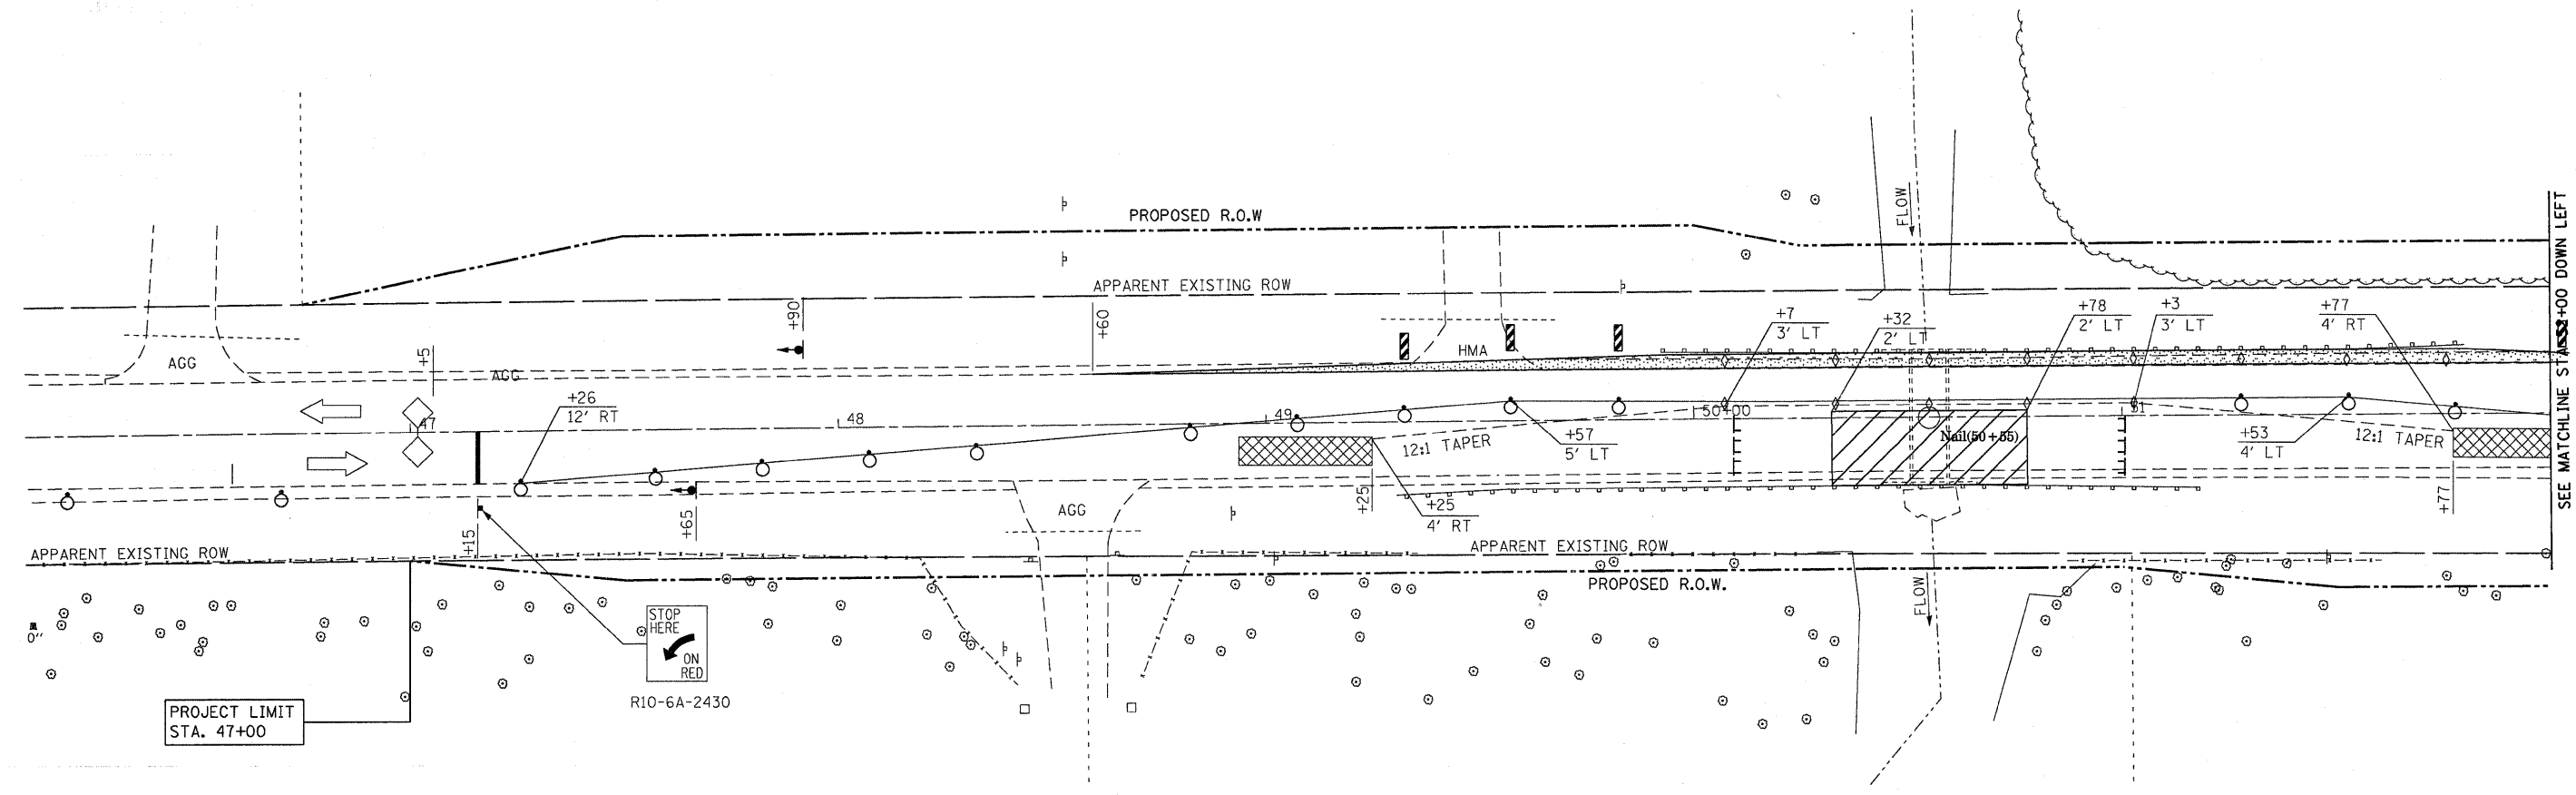 PROPOSED R.O.W
FLOW
APPARENT EXISTING ROW
+90
+60
+5
AGG
AGG
HMA
+7
3' LT
+32
2' LT
+78
2' LT
+3
3' LT
+77
4' RT
+26
12' RT
47
48
49
50+00
51
Nail(50+55)
12:1 TAPER
+57
5' LT
+53
4' LT
12:1 TAPER
+15
+65
AGG
+25
+25
4' RT
+77
APPARENT EXISTING ROW
APPARENT EXISTING ROW
PROPOSED R.O.W.
FLOW
0"
STOP
HERE
ON
RED
R10-6A-2430
PROJECT LIMIT
STA. 47+00
SEE MATCHLINE STA 52+00 DOWN LEFT